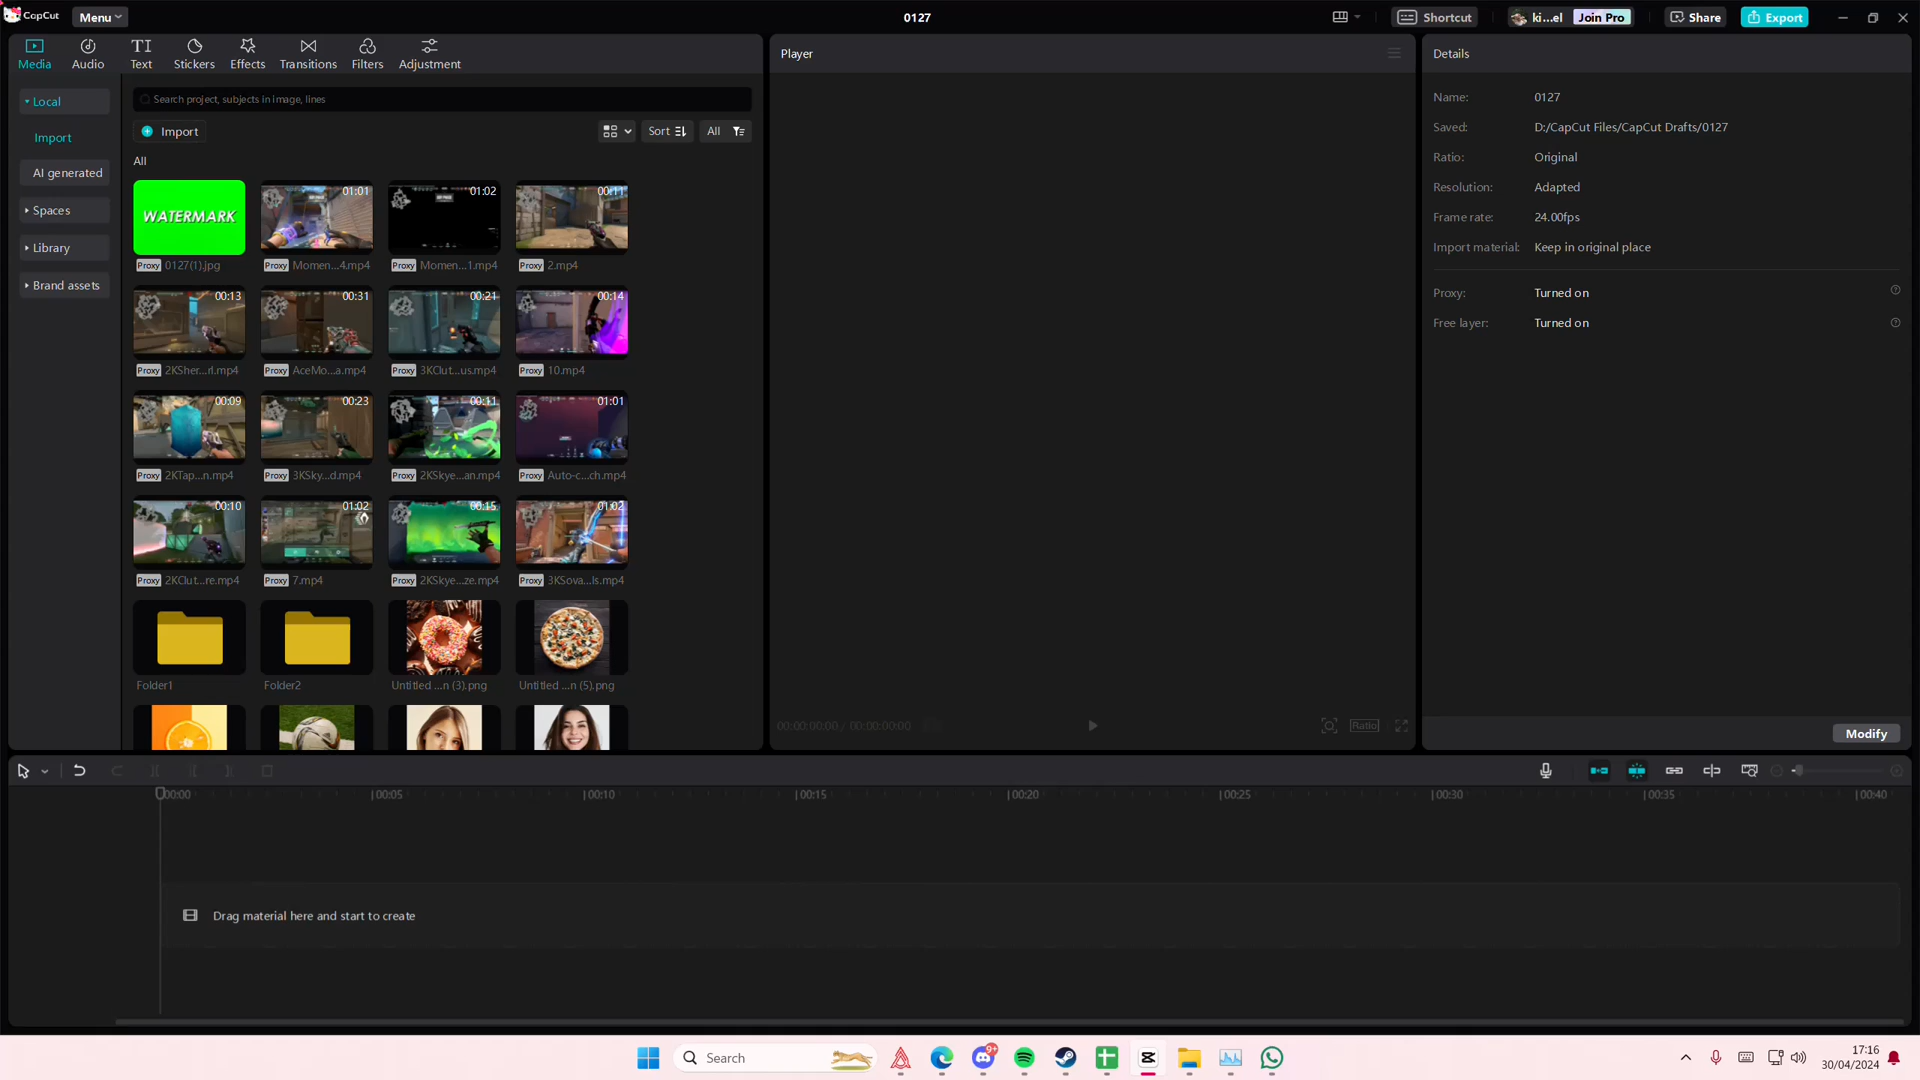 CapCut
Menu
0127
Shortcut
ki...el
Join Pro
Share
Export
Media
Audio
TI
Text
Stickers
Effects
Transitions
Filters
Adjustment
Player
Details
Local
Import
AI generated
Spaces
Library
Brand assets
Search project, subjects in image, lines
Import
Sort
All
All
WATERMARK
01:01
01:02
00:11
Proxy 0127(1).jpg
Proxy Momen...4.mp4
Proxy Momen...1.mp4
Proxy 2.mp4
00:13
00:31
00:21
00:14
Proxy 2KSher...rl.mp4
Proxy AceMo...a.mp4
Proxy 3KClut...us.mp4
Proxy 10.mp4
00:09
00:23
00:11
01:01
Proxy 2KTap...n.mp4
Proxy 3KSky...d.mp4
Proxy 2KSkye...an.mp4
Proxy Auto-c...ch.mp4
00:10
01:02
00:15
01:02
Proxy 2KClut...re.mp4
Proxy 7.mp4
Proxy 2KSkye...ze.mp4
Proxy 3KSova...ls.mp4
Folder1
Folder2
Untitled ...n (3).png
Untitled ...n (5).png
Name: 0127
Saved: D:/CapCut Files/CapCut Drafts/0127
Ratio: Original
Resolution: Adapted
Frame rate: 24.00fps
Import material: Keep in original place
Proxy: Turned on
Free layer: Turned on
Modify
00:00:00:00 / 00:00:00:00
Ratio
00:00
00:05
00:10
00:15
00:20
00:25
00:30
00:35
00:40
Drag material here and start to create
Search
9+
17:16
30/04/2024